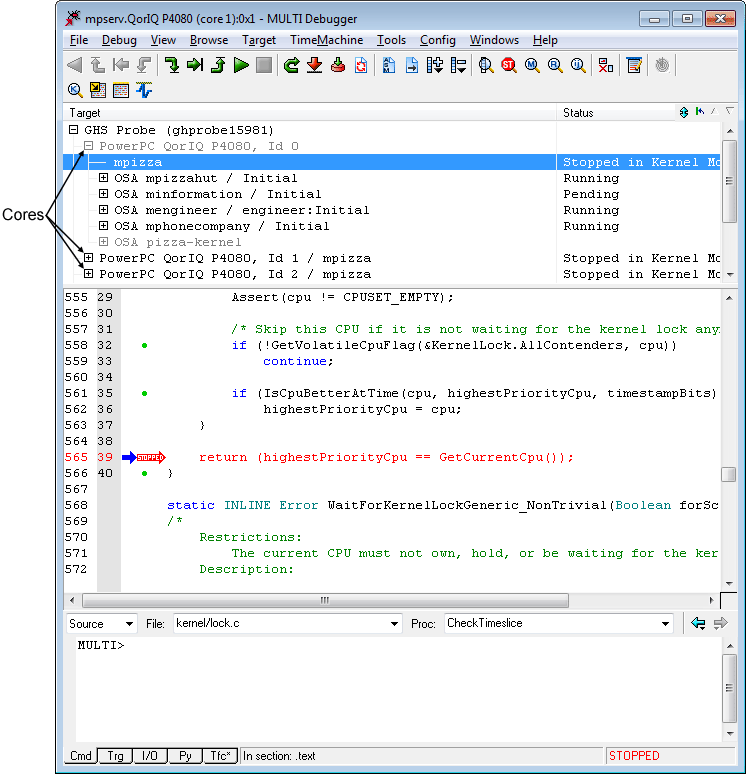 mpserv.QorIQ P4080 (core 1):0x1 - MULTI Debugger
File Debug View Browse Target TimeMachine Tools Config Windows Help
Target Status
GHS Probe (ghprobe15981)
PowerPC QorIQ P4080, Id 0
mpizza Stopped in Kernel Mo
OSA mpizzahut / Initial Running
OSA minformation / Initial Pending
OSA mengineer / engineer:Initial Running
Cores
OSA mphonecompany / Initial Running
OSA pizza-kernel
PowerPC QorIQ P4080, Id 1 / mpizza Stopped in Kernel Mo
PowerPC QorIQ P4080, Id 2 / mpizza Stopped in Kernel Mo
555 29 Assert(cpu != CPUSET_EMPTY);
556 30
557 31 /* Skip this CPU if it is not waiting for the kernel lock any
558 32 if (!GetVolatileCpuFlag(&KernelLock.AllContenders, cpu))
559 33 continue;
560 34
561 35 if (IsCpuBetterAtTime(cpu, highestPriorityCpu, timestampBits)
562 36 highestPriorityCpu = cpu;
563 37 }
564 38
565 39 STOPPED return (highestPriorityCpu == GetCurrentCpu());
566 40 }
567
568 static INLINE Error WaitForKernelLockGeneric_NonTrivial(Boolean forSc
569 /*
570 Restrictions:
571 The current CPU must not own, hold, or be waiting for the ker
572 Description:
Source File: kernel/lock.c Proc: CheckTimeslice
MULTI>
Cmd Trg I/O Py Tfc* In section: .text STOPPED